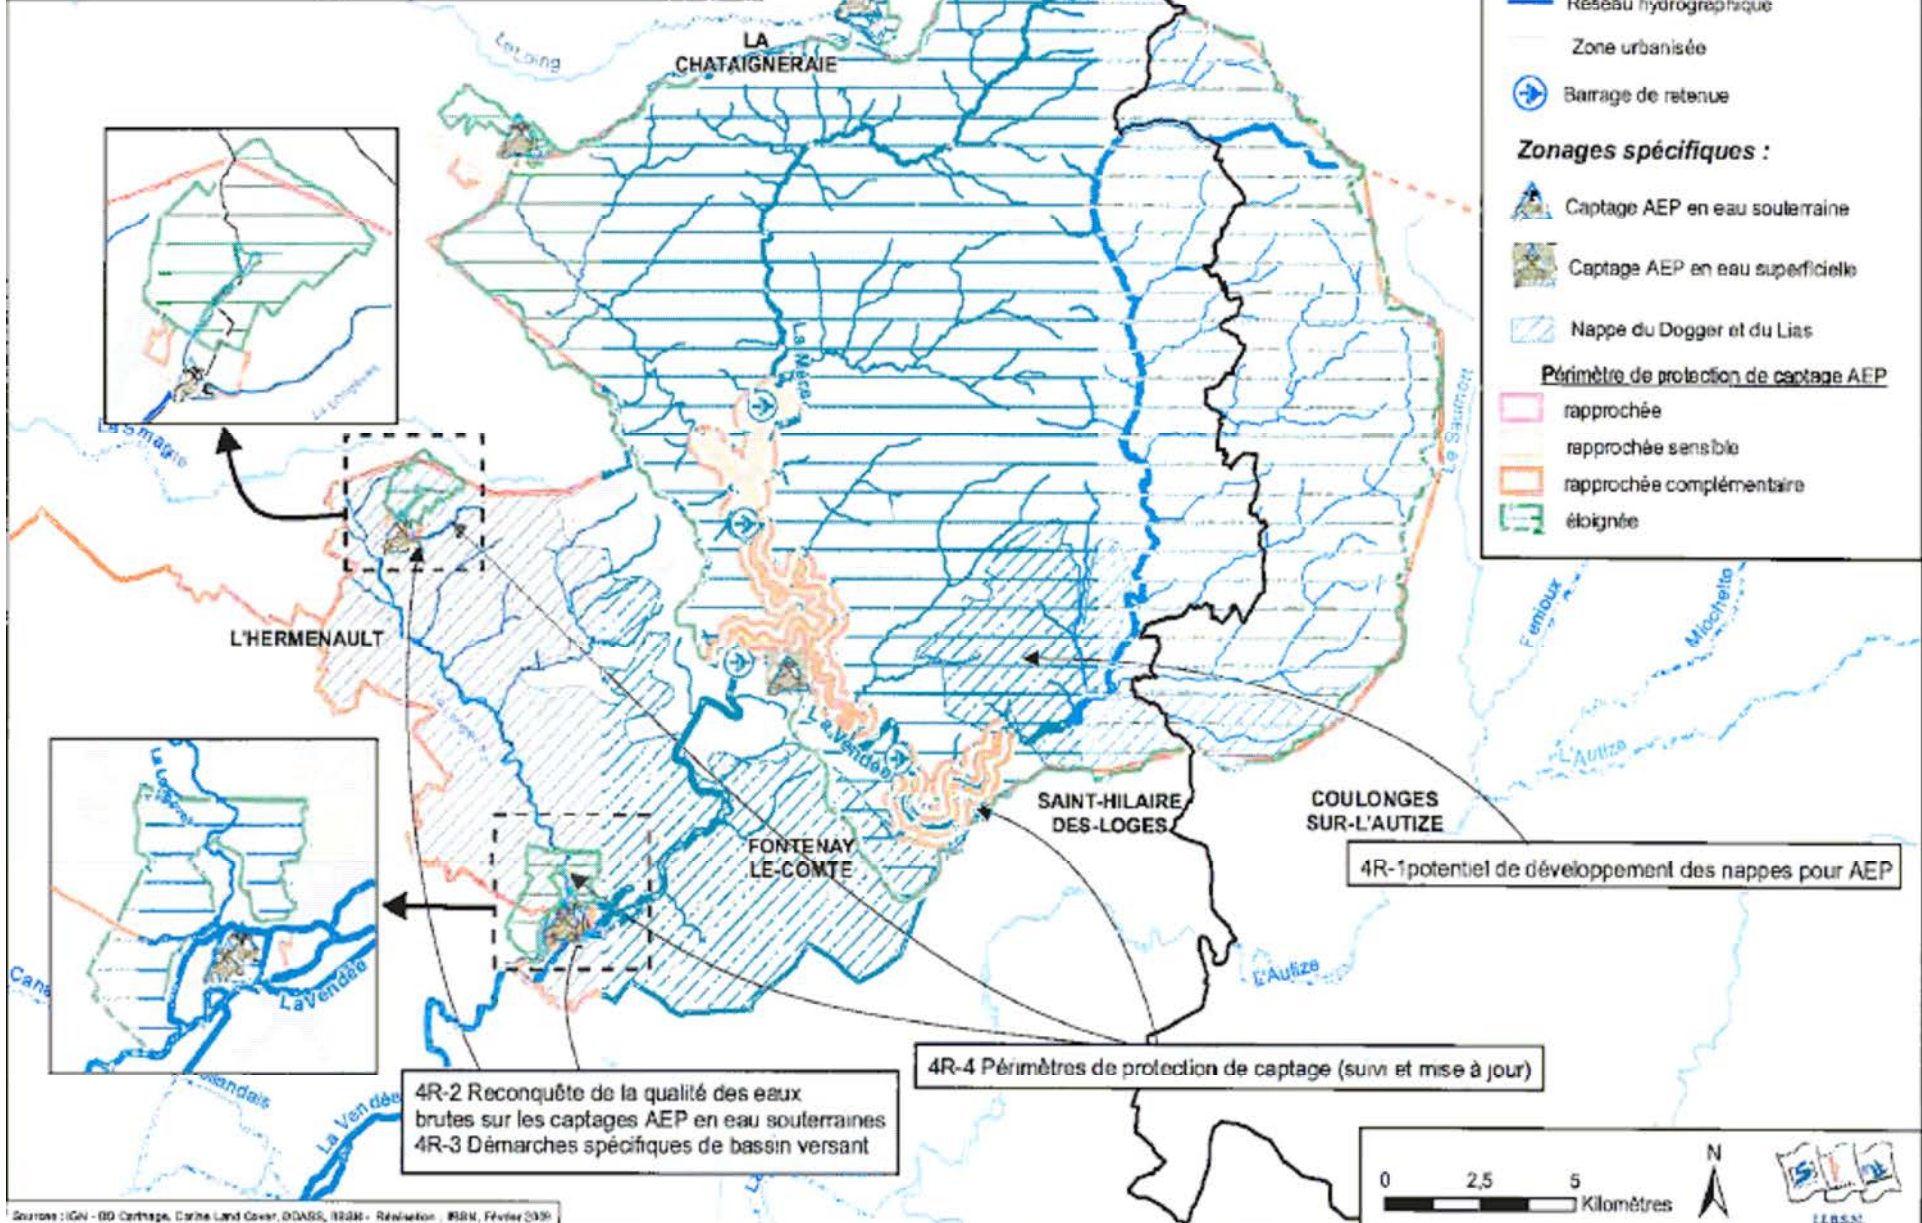 Réseau hydrographique
Zone urbanisée
Barrage de retenue
Zonages spécifiques :
Captage AEP en eau souterraine
Captage AEP en eau superficielle
Nappe du Dogger et du Lias
Périmètre de protection de captage AEP
rapprochée
rapprochée sensible
rapprochée complémentaire
éloignée
Le Loing
LA
CHATAIGNERAIE
La Mère
La Smagne
La Longèves
L'HERMENAULT
Le Saumort
Fenioux
Miochette
L'Autize
La Vendée
SAINT-HILAIRE
DES-LOGES
COULONGES
SUR-L'AUTIZE
FONTENAY
LE-COMTE
4R-1potentiel de développement des nappes pour AEP
La Vendée
L'Autize
4R-4 Périmètres de protection de captage (suivi et mise à jour)
4R-2 Reconquête de la qualité des eaux
brutes sur les captages AEP en eau souterraines
4R-3 Démarches spécifiques de bassin versant
La Vendée
N
0 2,5 5
Kilomètres